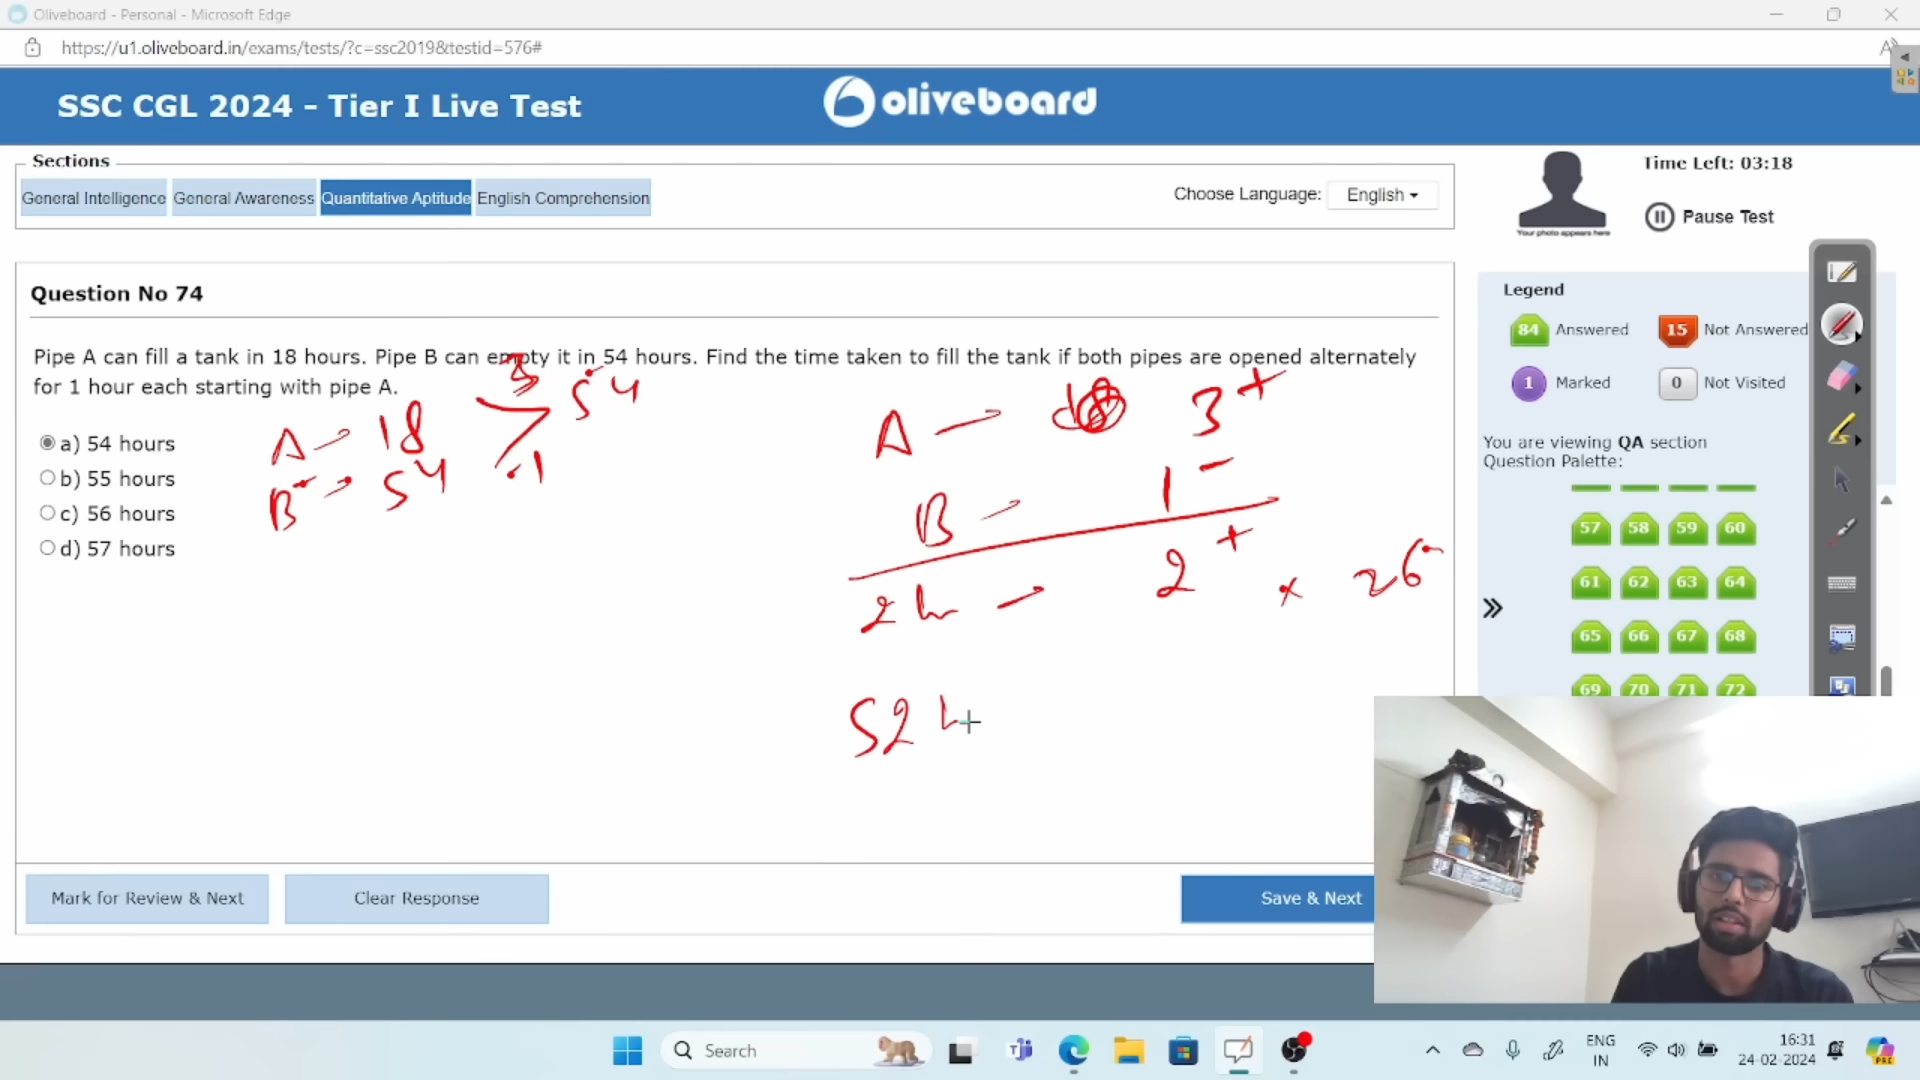 Oliveboard - Personal - Microsoft Edge
https://u1.oliveboard.in/exams/tests/?c=ssc2019&testid=576#
SSC CGL 2024 - Tier I Live Test
oliveboard
Sections
General Intelligence
General Awareness
Quantitative Aptitude
English Comprehension
Choose Language: English
Your photo appears here
Time Left: 03:18
Pause Test
Question No 74
Pipe A can fill a tank in 18 hours. Pipe B can empty it in 54 hours. Find the time taken to fill the tank if both pipes are opened alternately
for 1 hour each starting with pipe A.
a) 54 hours
b) 55 hours
c) 56 hours
d) 57 hours
A - 18
B - 54
3
54
-1
A - 3+
B - 1-
2h - 2+ × 26
52 h
Legend
84 Answered
15 Not Answered
1 Marked
0 Not Visited
You are viewing QA section
Question Palette:
57 58 59 60
61 62 63 64
65 66 67 68
69 70 71 72
Mark for Review & Next
Clear Response
Save & Next
Search
ENG
IN
16:31
24-02-2024